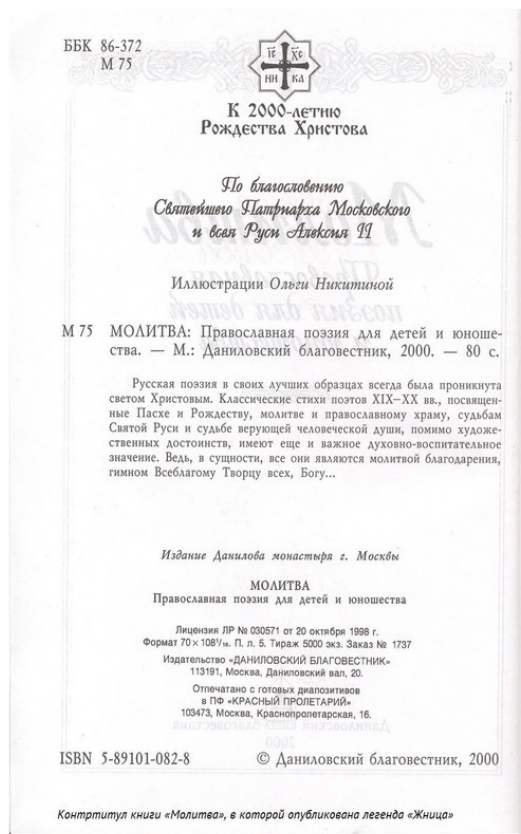 ББК 86-372
М 75
IC ХС
НИ КА
К 2000-летию
Рождества Христова
По благословению
Святейшего Патриарха Московского
и всея Руси Алексия II
Иллюстрации Ольги Никитиной
М 75 МОЛИТВА: Православная поэзия для детей и юноше-
ства. — М.: Даниловский благовестник, 2000. — 80 с.
Русская поэзия в своих лучших образцах всегда была проникнута
светом Христовым. Классические стихи поэтов XIX–XX вв., посвящен-
ные Пасхе и Рождеству, молитве и православному храму, судьбам
Святой Руси и судьбе верующей человеческой души, помимо художе-
ственных достоинств, имеют еще и важное духовно-воспитательное
значение. Ведь, в сущности, все они являются молитвой благодарения,
гимном Всеблагому Творцу всех, Богу...
Издание Данилова монастыря г. Москвы
МОЛИТВА
Православная поэзия для детей и юношества
Лицензия ЛР № 030571 от 20 октября 1998 г.
Формат 70 × 108¹/₁₆. П. л. 5. Тираж 5000 экз. Заказ № 1737
Издательство «ДАНИЛОВСКИЙ БЛАГОВЕСТНИК»
113191, Москва, Даниловский вал, 20.
Отпечатано с готовых диапозитивов
в ПФ «КРАСНЫЙ ПРОЛЕТАРИЙ»
103473, Москва, Краснопролетарская, 16.
ISBN 5-89101-082-8 © Даниловский благовестник, 2000
Контртитул книги «Молитва», в которой опубликована легенда «Жница»